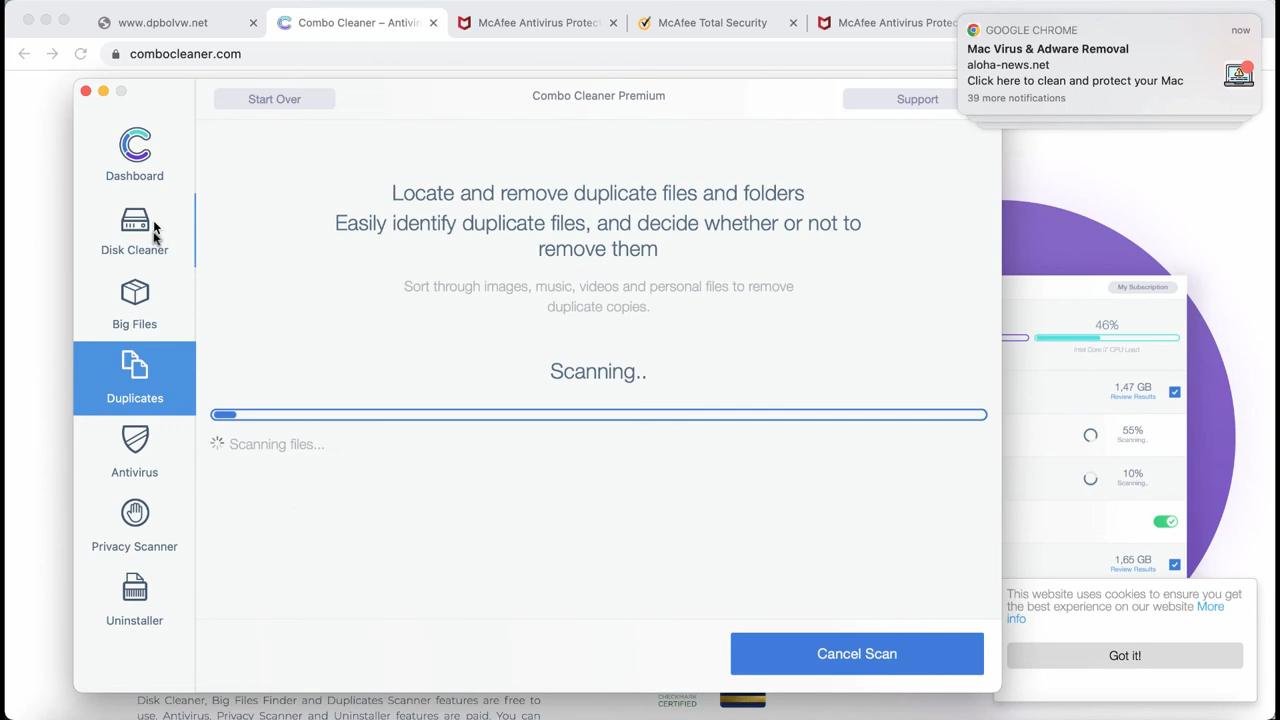 www.dpbolvw.net
Combo Cleaner – Antivir
McAfee Antivirus Protect
McAfee Total Security
McAfee Antivirus Protec
combocleaner.com
GOOGLE CHROME now
Mac Virus & Adware Removal
aloha-news.net
Click here to clean and protect your Mac
39 more notifications
Start Over
Combo Cleaner Premium
Support
Dashboard
Disk Cleaner
Big Files
Duplicates
Antivirus
Privacy Scanner
Uninstaller
Locate and remove duplicate files and folders
Easily identify duplicate files, and decide whether or not to
remove them
Sort through images, music, videos and personal files to remove
duplicate copies.
Scanning..
Scanning files...
Cancel Scan
My Subscription
46%
Intel Core i7 CPU Load
1,47 GB
Review Results
55%
Scanning..
10%
Scanning..
1,65 GB
Review Results
This website uses cookies to ensure you get
the best experience on our website More
info
Got it!
Disk Cleaner, Big Files Finder and Duplicates Scanner features are free to
use. Antivirus, Privacy Scanner and Uninstaller features are paid. You can
CHECKMARK
CERTIFIED